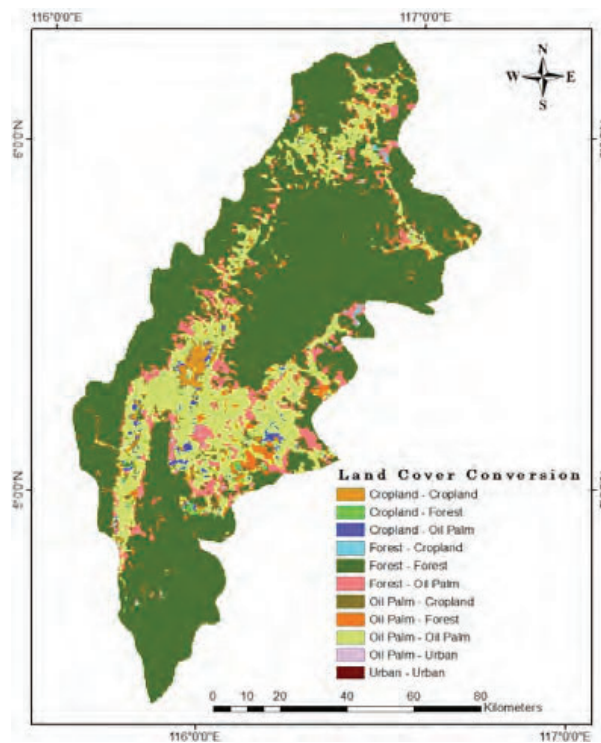 116°0'0"E 117°0'0"E
N
W E
S
6°0'0"N
5°0'0"N
Land Cover Conversion
Cropland - Cropland
Cropland - Forest
Cropland - Oil Palm
Forest - Cropland
Forest - Forest
Forest - Oil Palm
Oil Palm - Cropland
Oil Palm - Forest
Oil Palm - Oil Palm
Oil Palm - Urban
Urban - Urban
0 5 10 20 40 60 80
Kilometers
116°0'0"E 117°0'0"E